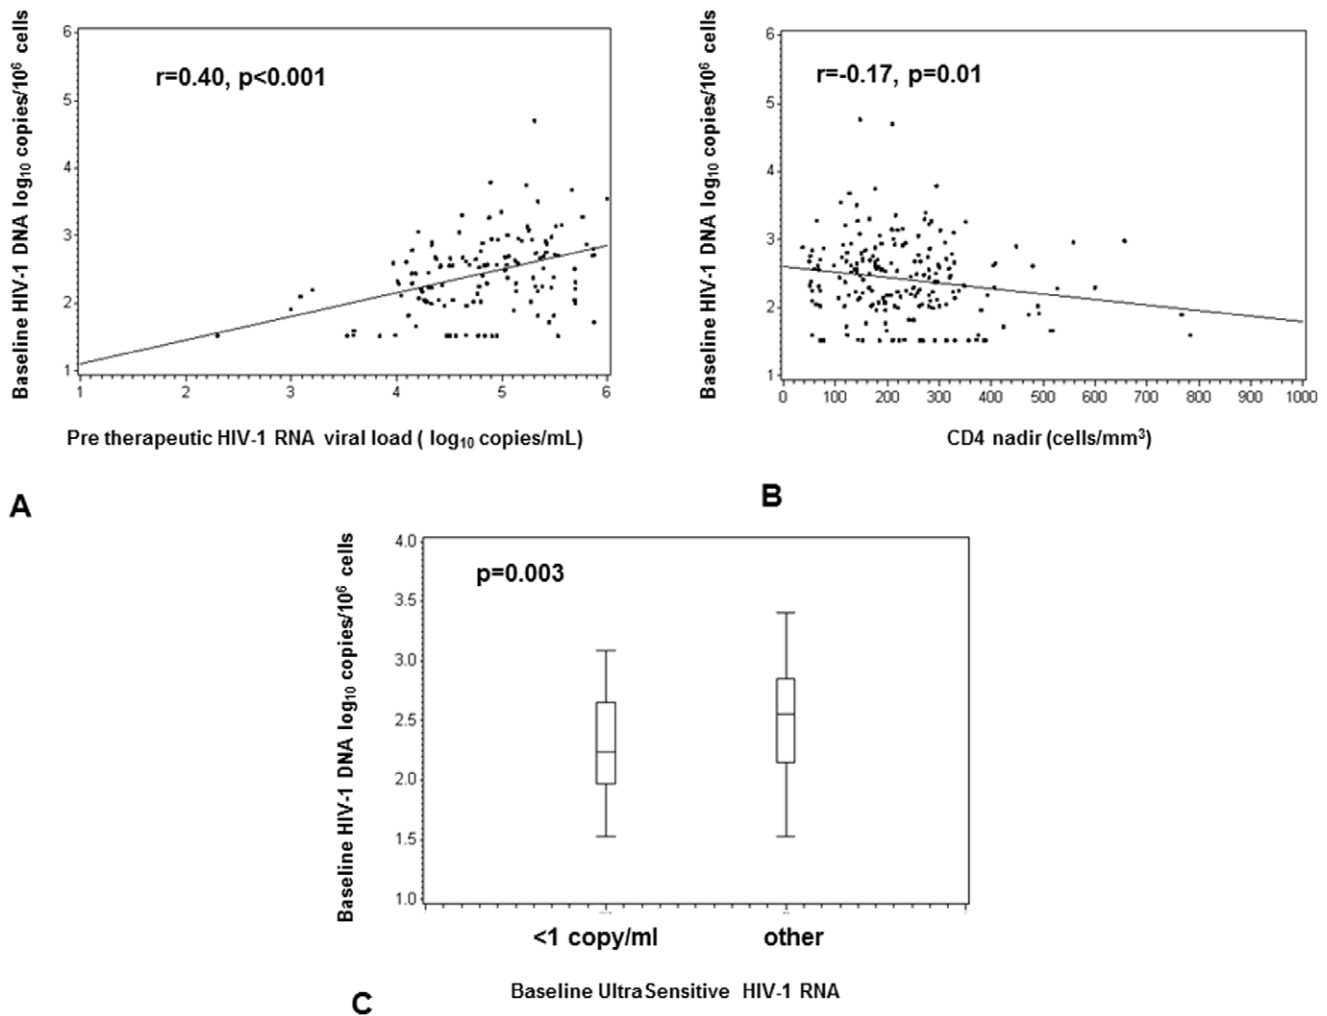 Baseline HIV-1 DNA log10 copies/10^6 cells
r=0.40, p<0.001
6
5
4
3
2
1
1 2 3 4 5 6
Pre therapeutic HIV-1 RNA viral load ( log10 copies/mL)
A
Baseline HIV-1 DNA log10 copies/10^6 cells
r=-0.17, p=0.01
6
5
4
3
2
1
0 100 200 300 400 500 600 700 800 900 1000
CD4 nadir (cells/mm^3)
B
Baseline HIV-1 DNA log10 copies/10^6 cells
p=0.003
4.0
3.5
3.0
2.5
2.0
1.5
1.0
<1 copy/ml other
Baseline UltraSensitive HIV-1 RNA
C